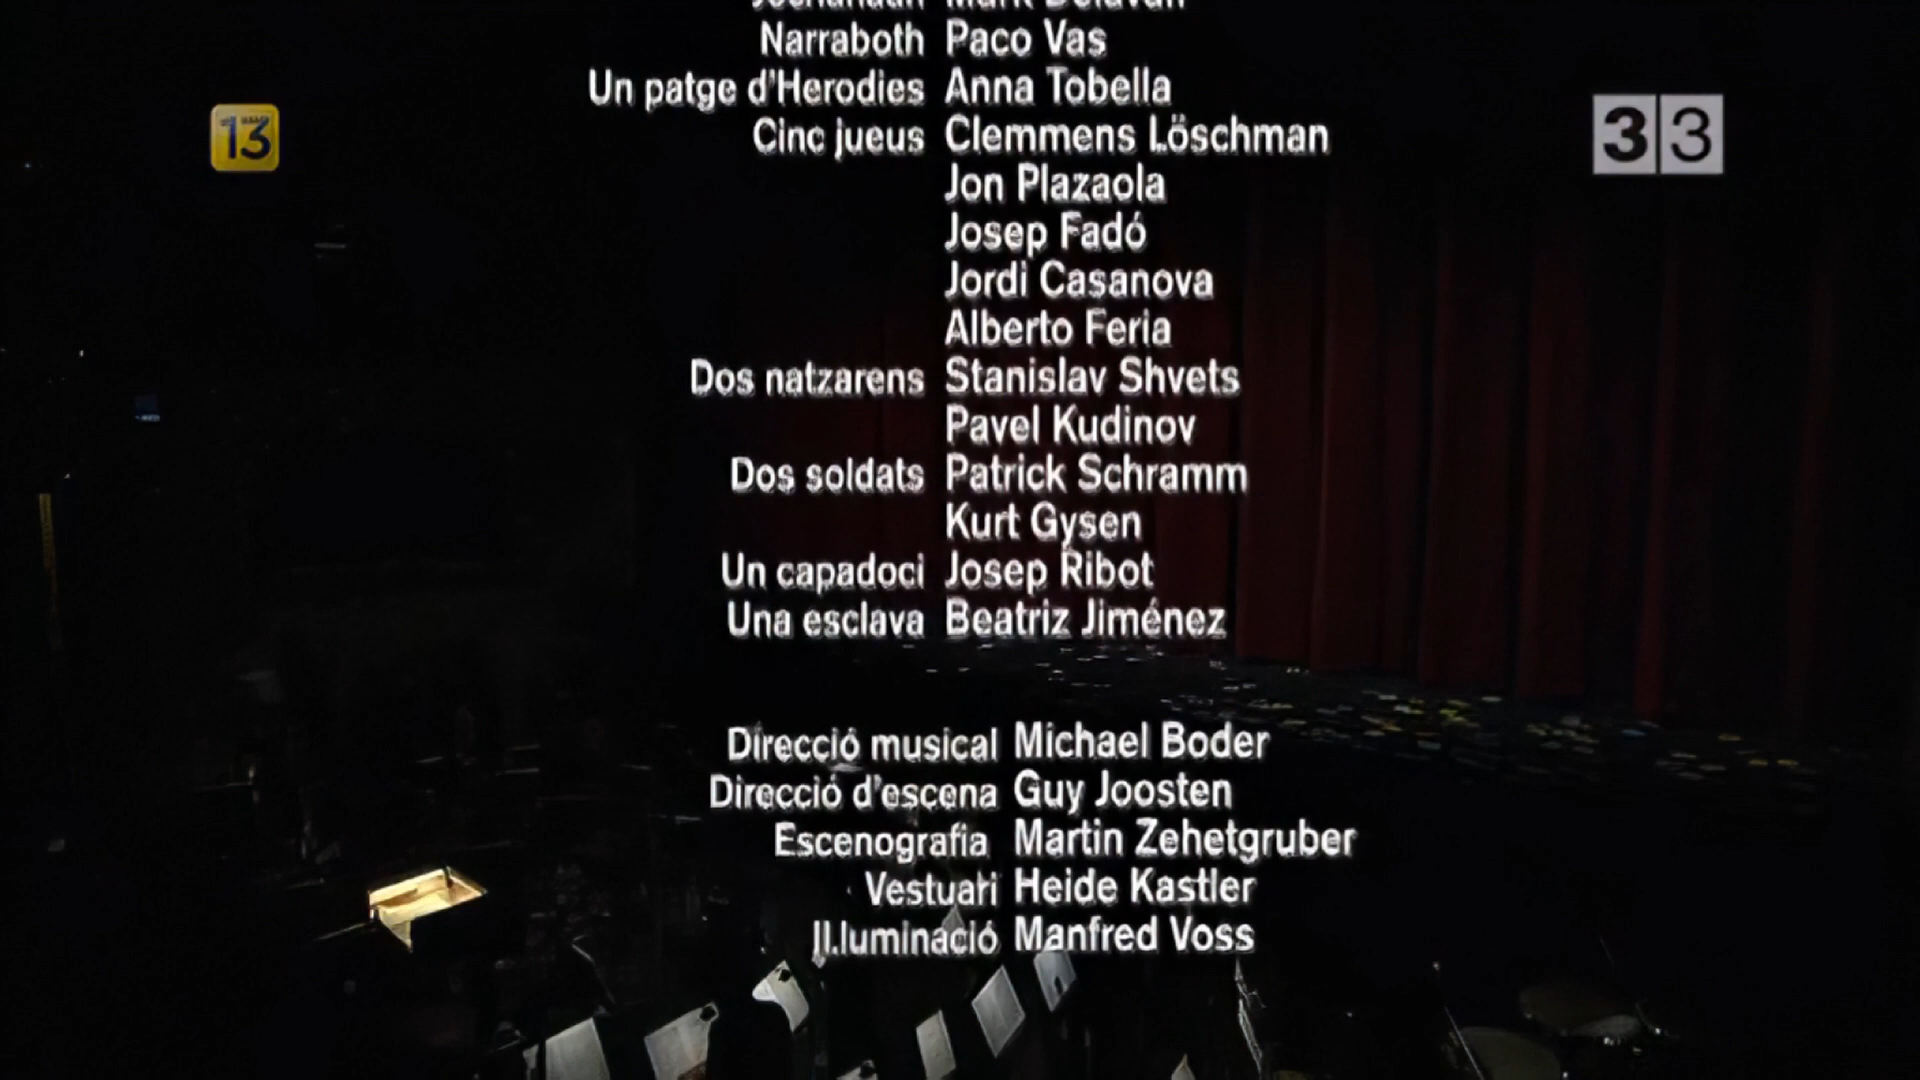 Jochanaan Mark Delavan
Narraboth Paco Vas
Un patge d'Herodies Anna Tobella
Cinc jueus Clemmens Löschman
Jon Plazaola
Josep Fadó
Jordi Casanova
Alberto Feria
Dos natzarens Stanislav Shvets
Pavel Kudinov
Dos soldats Patrick Schramm
Kurt Gysen
Un capadoci Josep Ribot
Una esclava Beatriz Jiménez
Direcció musical Michael Boder
Direcció d'escena Guy Joosten
Escenografia Martin Zehetgruber
Vestuari Heide Kastler
Il.luminació Manfred Voss
13
33